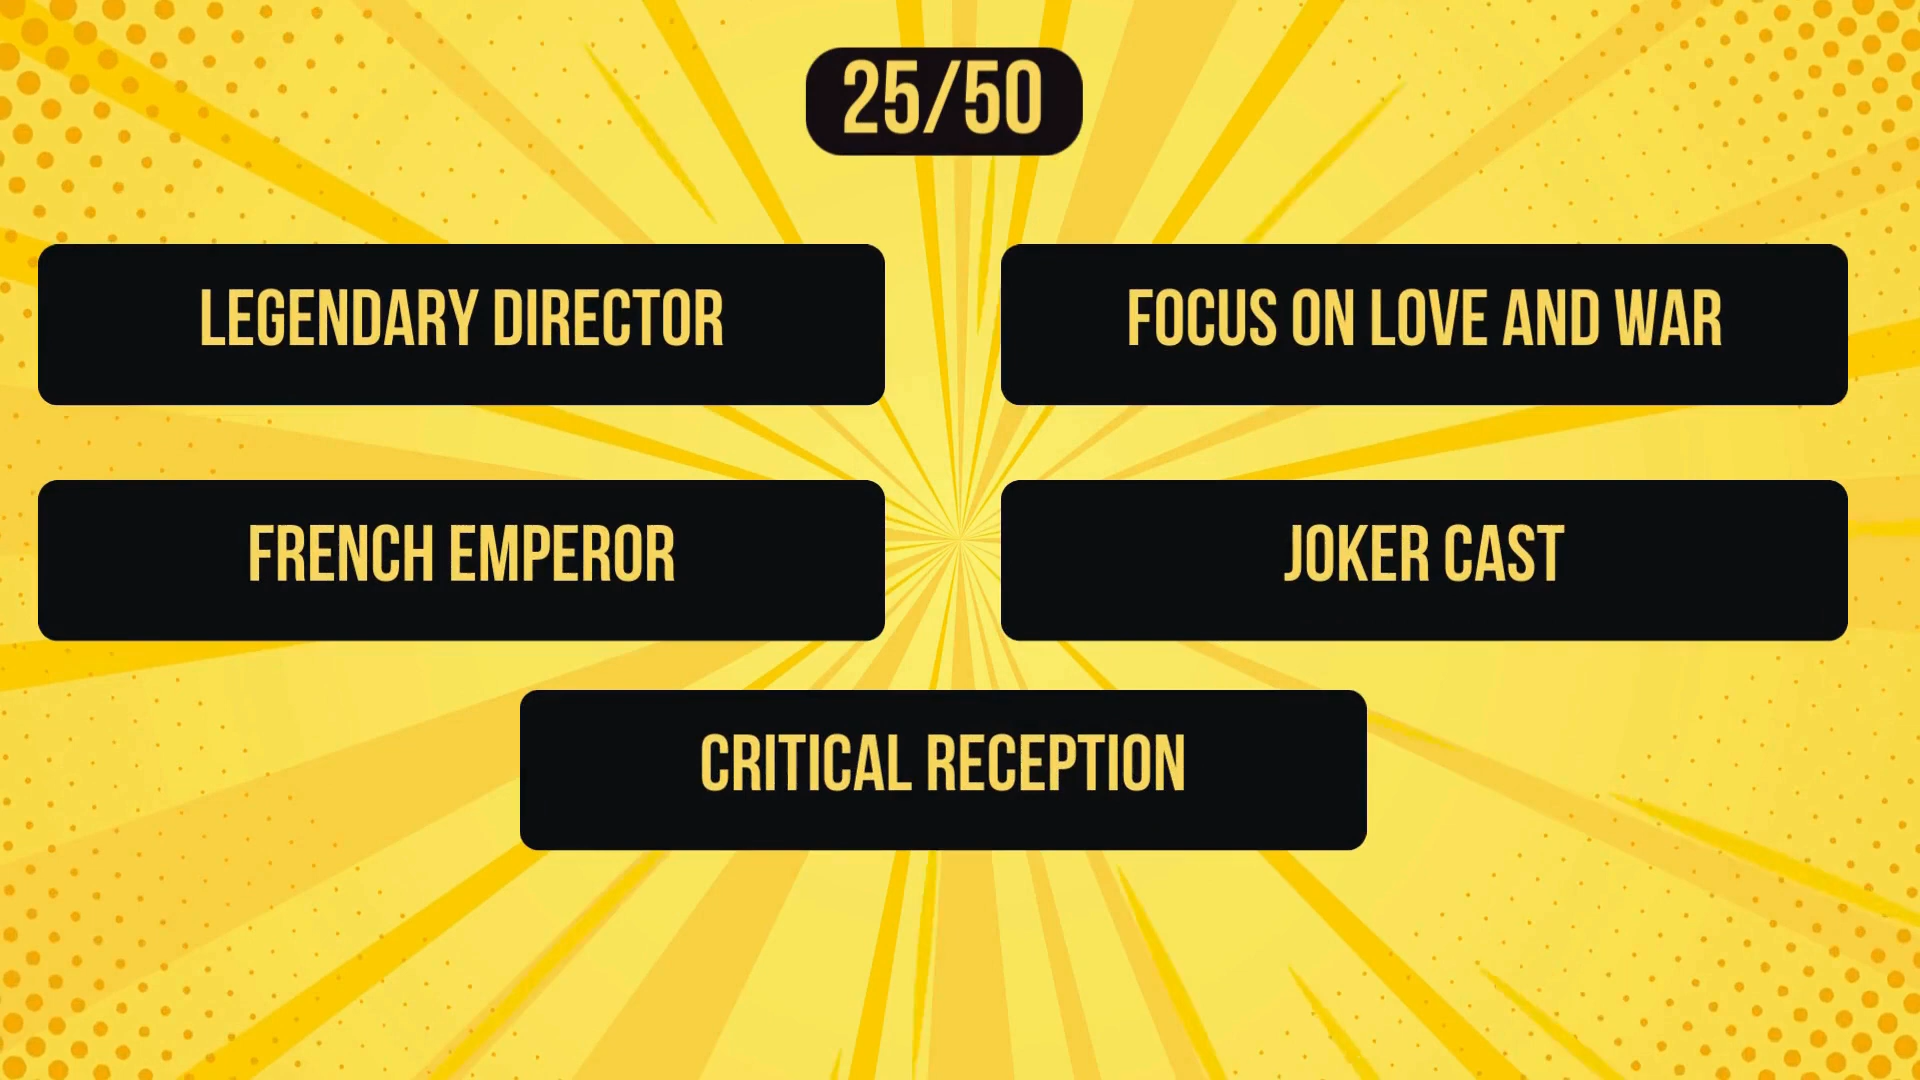 25/50
LEGENDARY DIRECTOR
FOCUS ON LOVE AND WAR
FRENCH EMPEROR
JOKER CAST
CRITICAL RECEPTION